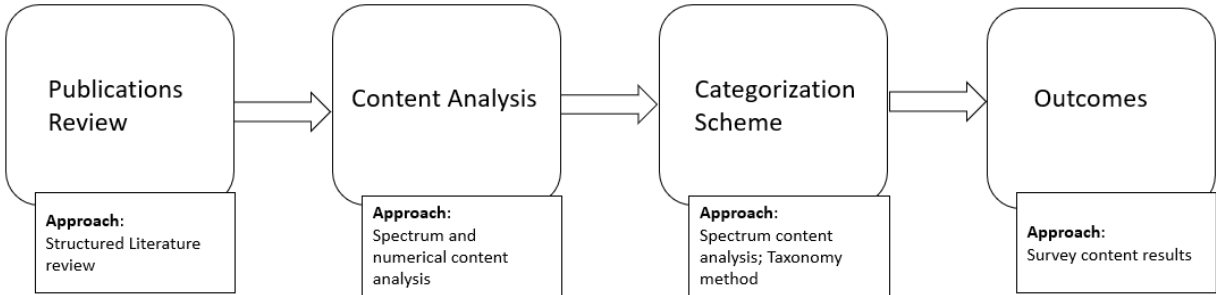 Publications
Review
Content Analysis
Categorization
Scheme
Outcomes
Approach:
Structured Literature
review
Approach:
Spectrum and
numerical content
analysis
Approach:
Spectrum content
analysis; Taxonomy
method
Approach:
Survey content results